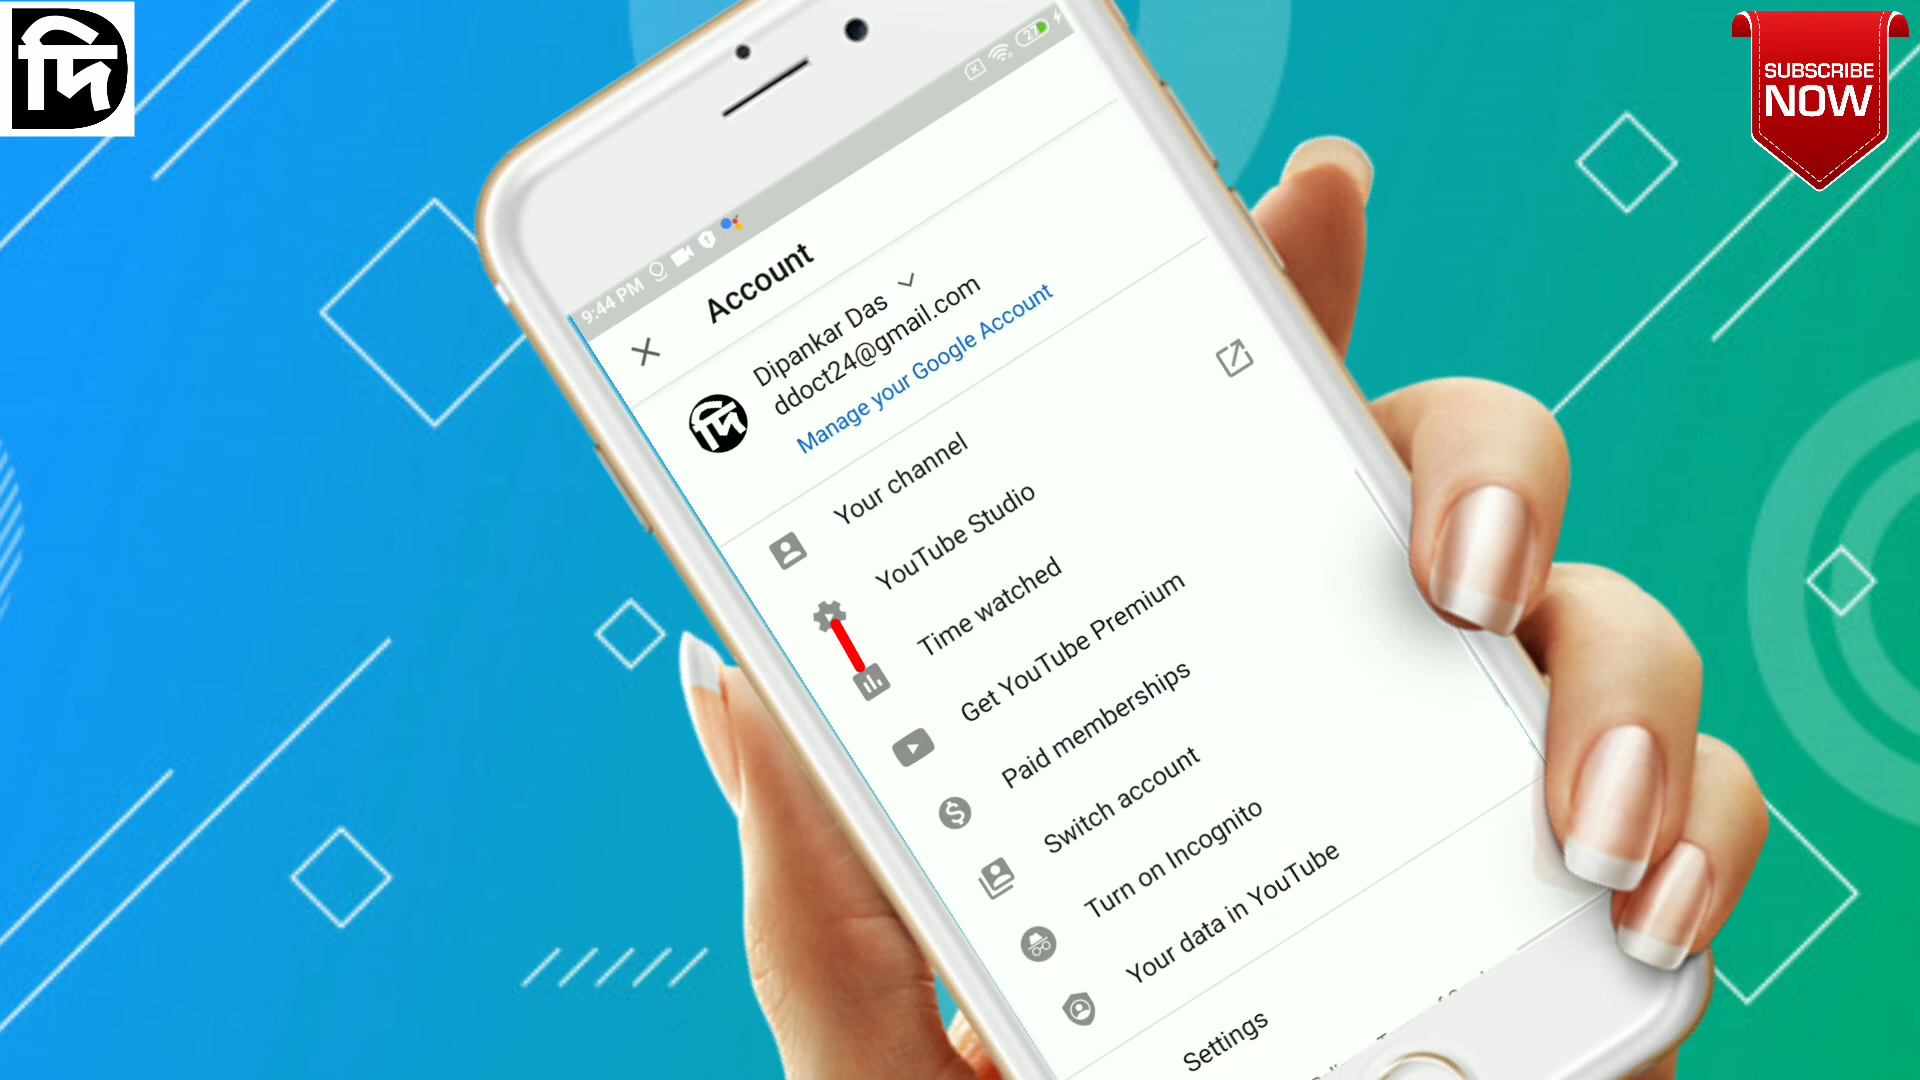 দি
SUBSCRIBE
NOW
9:44 PM
27
Account
Dipankar Das
ddoct24@gmail.com
Manage your Google Account
দি
Your channel
YouTube Studio
Time watched
Get YouTube Premium
Paid memberships
Switch account
Turn on Incognito
Your data in YouTube
Settings